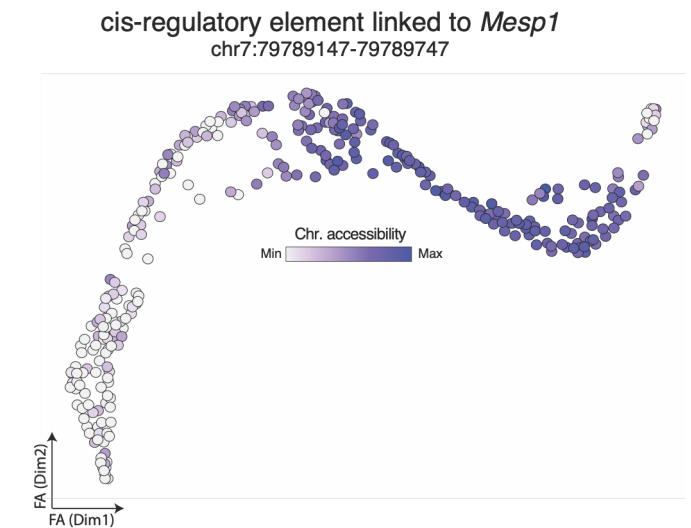 cis-regulatory element linked to Mesp1
chr7:79789147-79789747
Chr. accessibility
Min Max
FA (Dim2)
FA (Dim1)